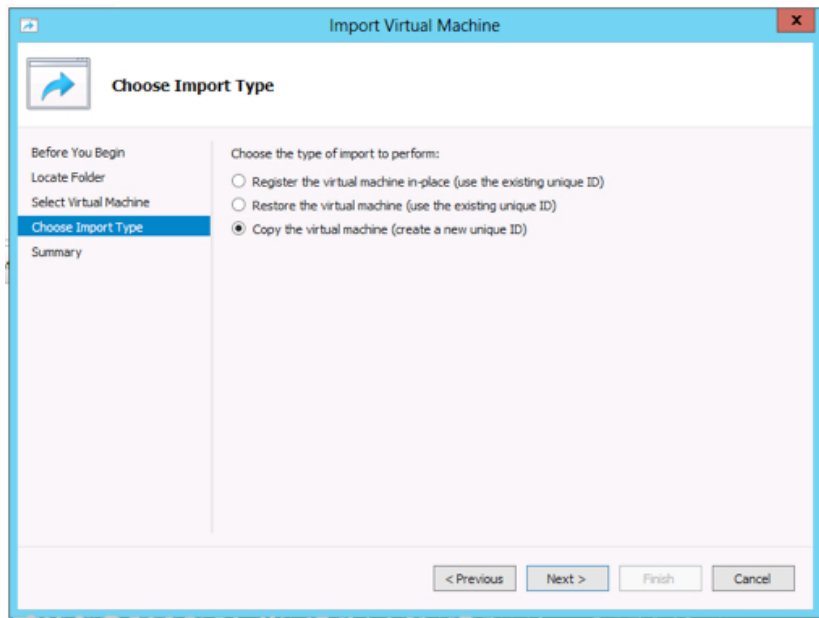 Import Virtual Machine
x
Choose Import Type
Before You Begin
Locate Folder
Select Virtual Machine
Choose Import Type
Summary
Choose the type of import to perform:
Register the virtual machine in-place (use the existing unique ID)
Restore the virtual machine (use the existing unique ID)
Copy the virtual machine (create a new unique ID)
< Previous
Next >
Finish
Cancel